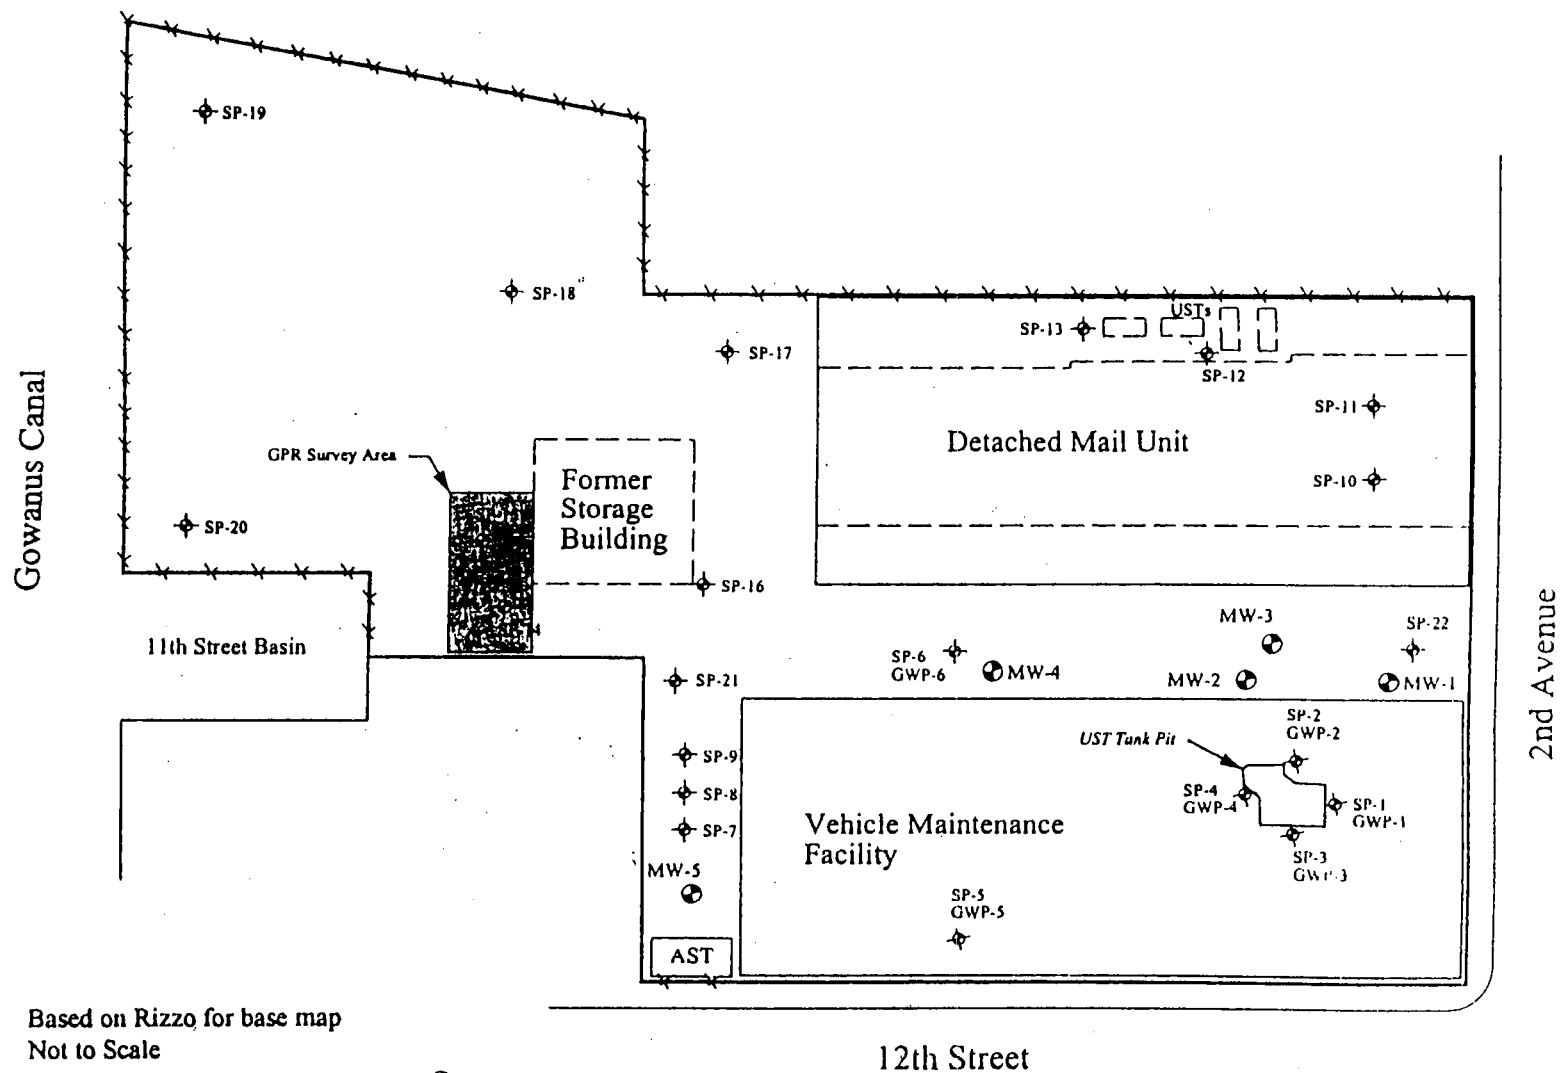 SP-19
SP-18
SP-17
USTs
SP-13
SP-12
SP-11
Detached Mail Unit
SP-10
GPR Survey Area
Former
Storage
Building
SP-20
Gowanus Canal
SP-16
11th Street Basin
MW-3
SP-22
SP-6
GWP-6
MW-4
MW-2
MW-1
SP-21
2nd Avenue
SP-2
GWP-2
UST Tank Pit
SP-9
SP-8
SP-4
GWP-4
SP-1
GWP-1
SP-7
Vehicle Maintenance
Facility
SP-3
GWP-3
MW-5
SP-5
GWP-5
AST
Based on Rizzo for base map
Not to Scale
12th Street